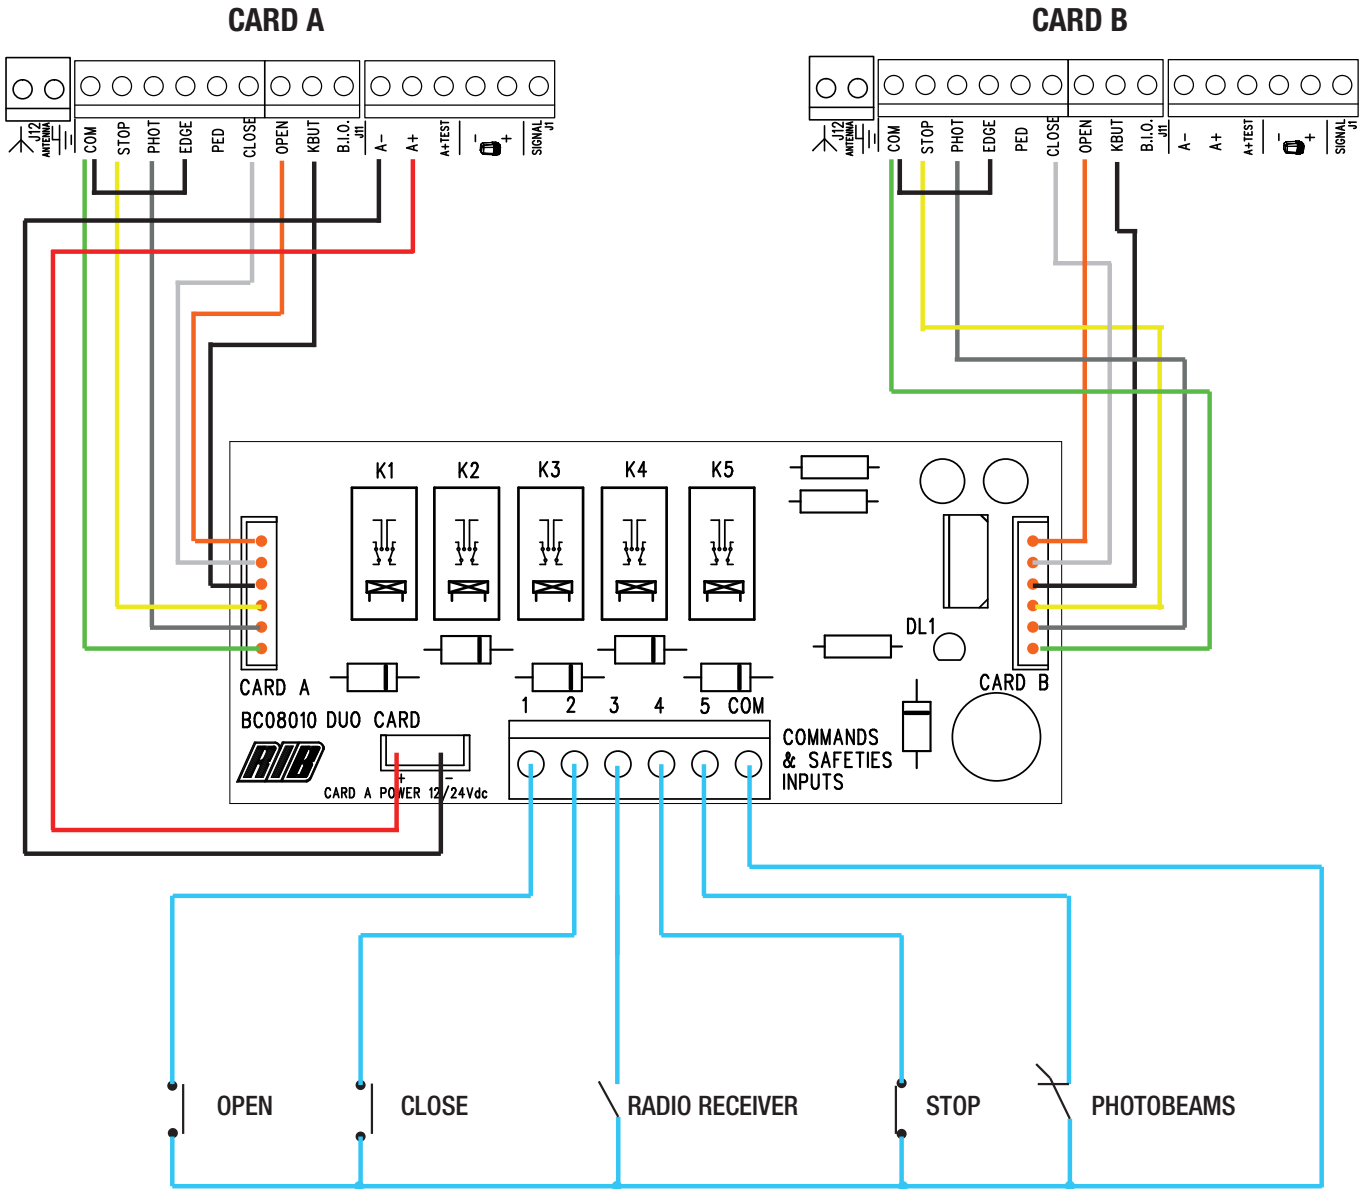 CARD A
CARD B
J12
ANTENNA
COM
STOP
PHOT
EDGE
PED
CLOSE
OPEN
KBUT
B.I.O.
J11
A-
A+
A+TEST
- +
SIGNAL
J1
J12
ANTENNA
COM
STOP
PHOT
EDGE
PED
CLOSE
OPEN
KBUT
B.I.O.
J11
A-
A+
A+TEST
- +
SIGNAL
J1
K1 K2 K3 K4 K5
DL1
CARD A
CARD B
1 2 3 4 5 COM
BC08010 DUO CARD
RIB
COMMANDS
& SAFETIES
INPUTS
+ -
CARD A POWER 12/24Vdc
OPEN
CLOSE
RADIO RECEIVER
STOP
PHOTOBEAMS